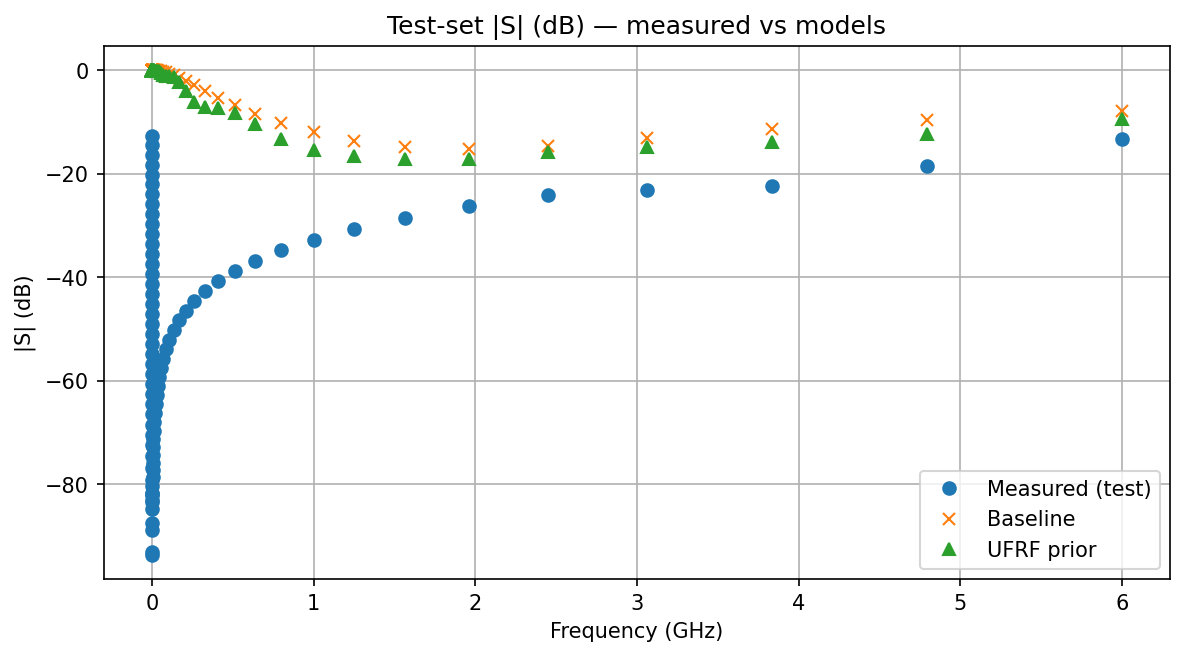 Test-set |S| (dB) — measured vs models
0
−20
−40
−60
−80
|S| (dB)
0 1 2 3 4 5 6
Frequency (GHz)
Measured (test)
Baseline
UFRF prior